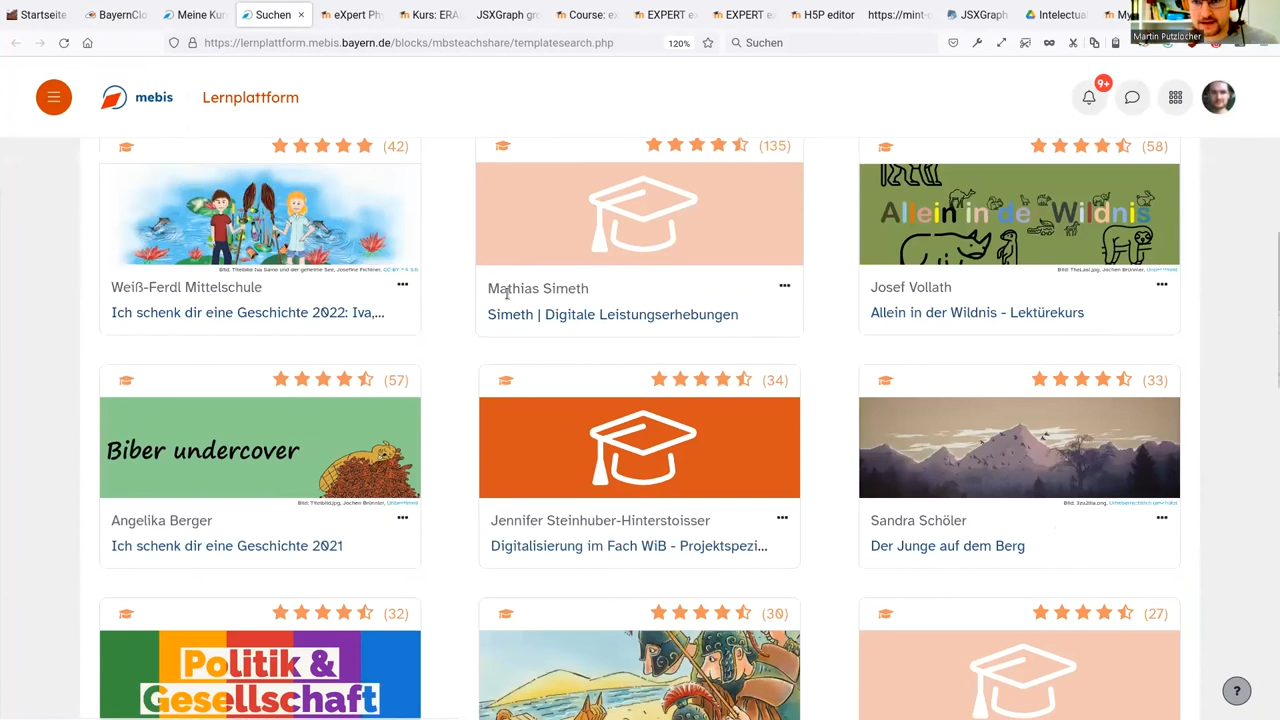 Startseite
BayernClo
Meine Kur
Suchen
eXpert Phy
Kurs: ERA
JSXGraph gr
Course: ex
EXPERT ex
EXPERT ex
H5P editor
https://mint-
JSXGraph
Intelectua
My
https://lernplattform.mebis.bayern.de/blocks/mbsteachshare/templatesearch.php
120%
Suchen
Martin Putzlocher
mebis
Lernplattform
9+
(42)
(135)
(58)
Allein in de Wildnis
Weiß-Ferdl Mittelschule
Ich schenk dir eine Geschichte 2022: Iva,...
Mathias Simeth
Simeth | Digitale Leistungserhebungen
Josef Vollath
Allein in der Wildnis - Lektürekurs
(57)
(34)
(33)
Biber undercover
Angelika Berger
Ich schenk dir eine Geschichte 2021
Jennifer Steinhuber-Hinterstoisser
Digitalisierung im Fach WiB - Projektspezi...
Sandra Schöler
Der Junge auf dem Berg
(32)
(30)
(27)
Politik &
Gesellschaft
?